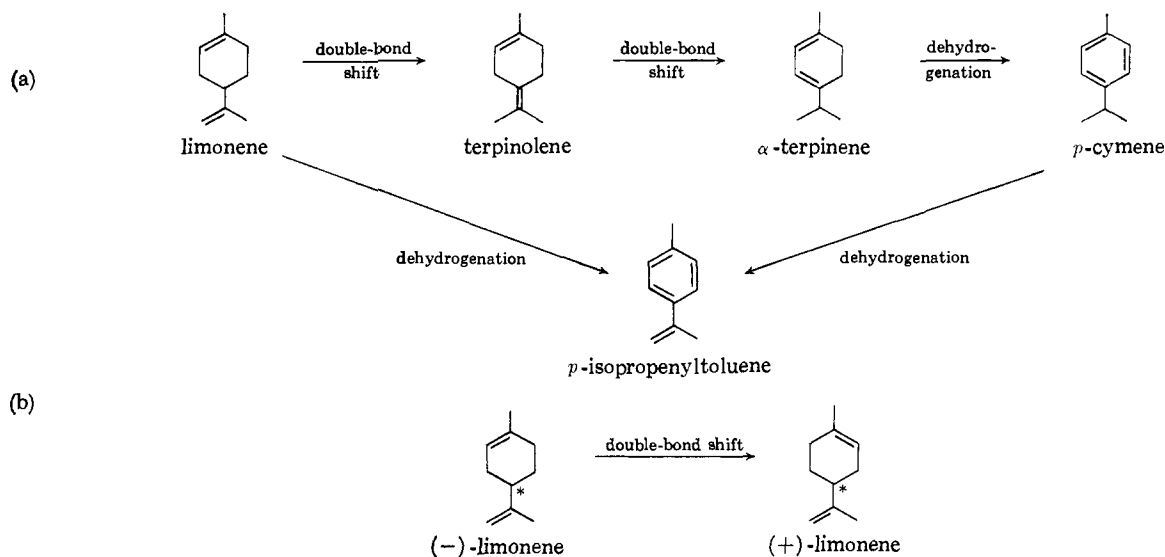 (a)
double-bond
shift
double-bond
shift
dehydro-
genation
limonene
terpinolene
α-terpinene
p-cymene
dehydrogenation
dehydrogenation
p-isopropenyltoluene
(b)
double-bond shift
*
*
(−)-limonene
(+)-limonene